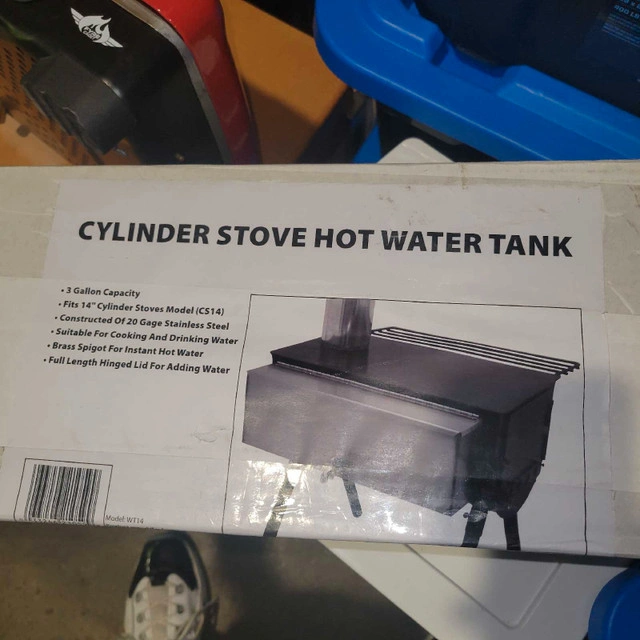 CYLINDER STOVE HOT WATER TANK
• 3 Gallon Capacity
• Fits 14" Cylinder Stoves Model (CS14)
• Constructed Of 20 Gage Stainless Steel
• Suitable For Cooking And Drinking Water
• Brass Spigot For Instant Hot Water
• Full Length Hinged Lid For Adding Water
Model: WT14